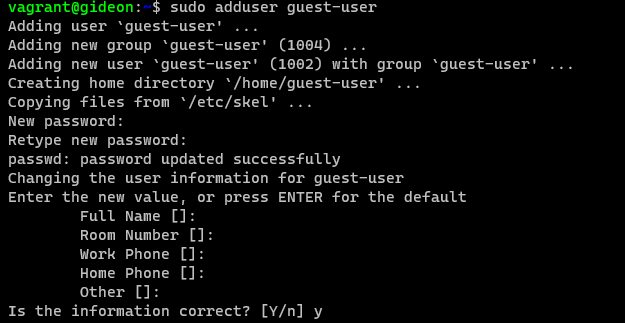 vagrant@gideon:~$ sudo adduser guest-user
Adding user `guest-user' ...
Adding new group `guest-user' (1004) ...
Adding new user `guest-user' (1002) with group `guest-user' ...
Creating home directory `/home/guest-user' ...
Copying files from `/etc/skel' ...
New password:
Retype new password:
passwd: password updated successfully
Changing the user information for guest-user
Enter the new value, or press ENTER for the default
        Full Name []:
        Room Number []:
        Work Phone []:
        Home Phone []:
        Other []:
Is the information correct? [Y/n] y